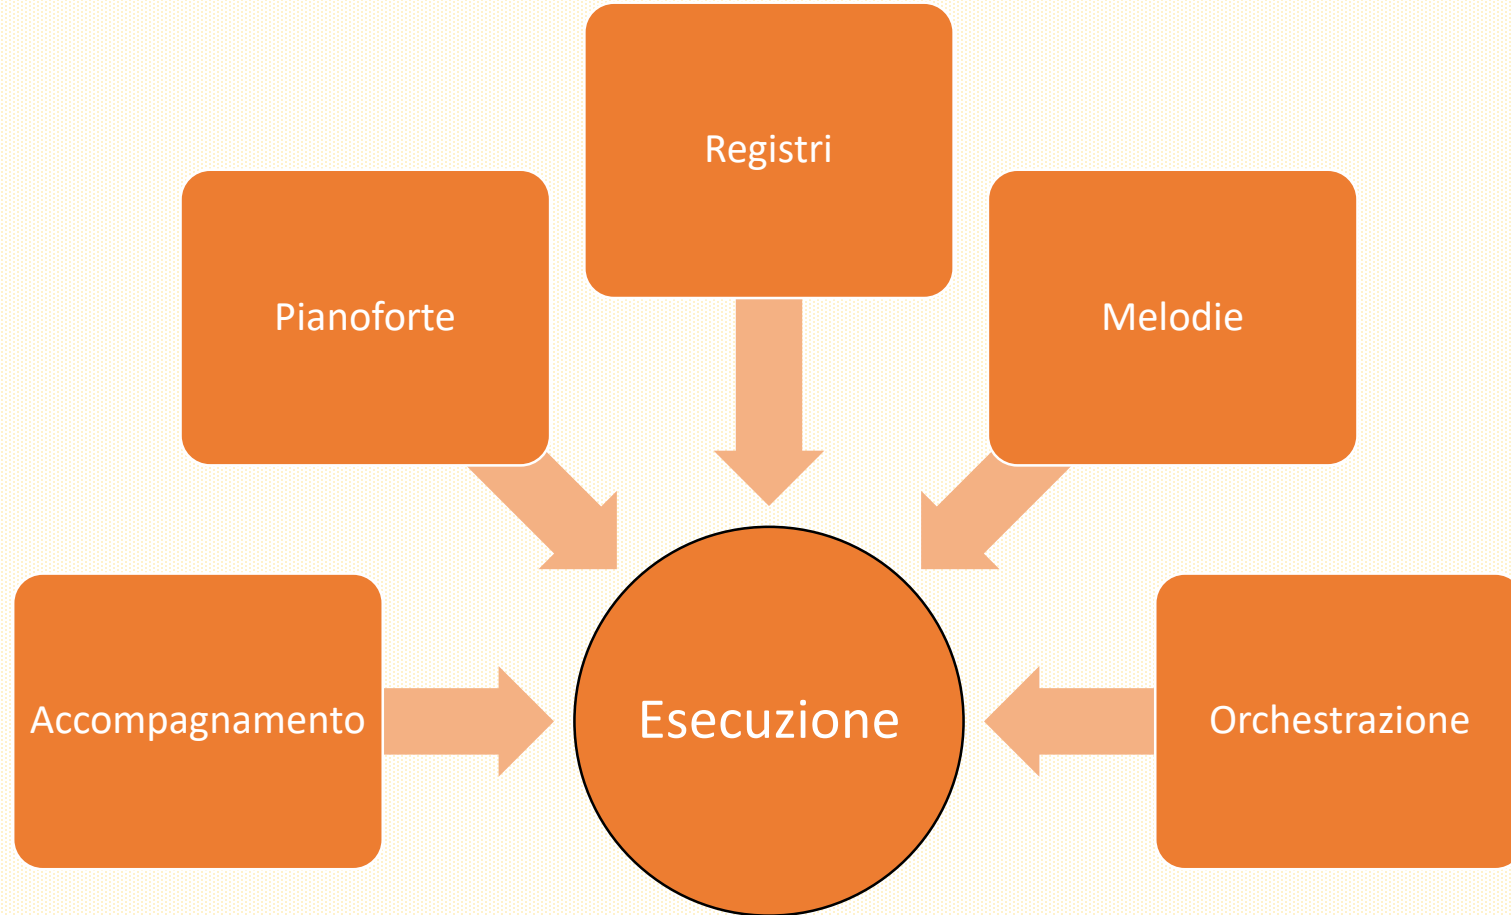 Registri
Pianoforte
Melodie
Accompagnamento
Esecuzione
Orchestrazione